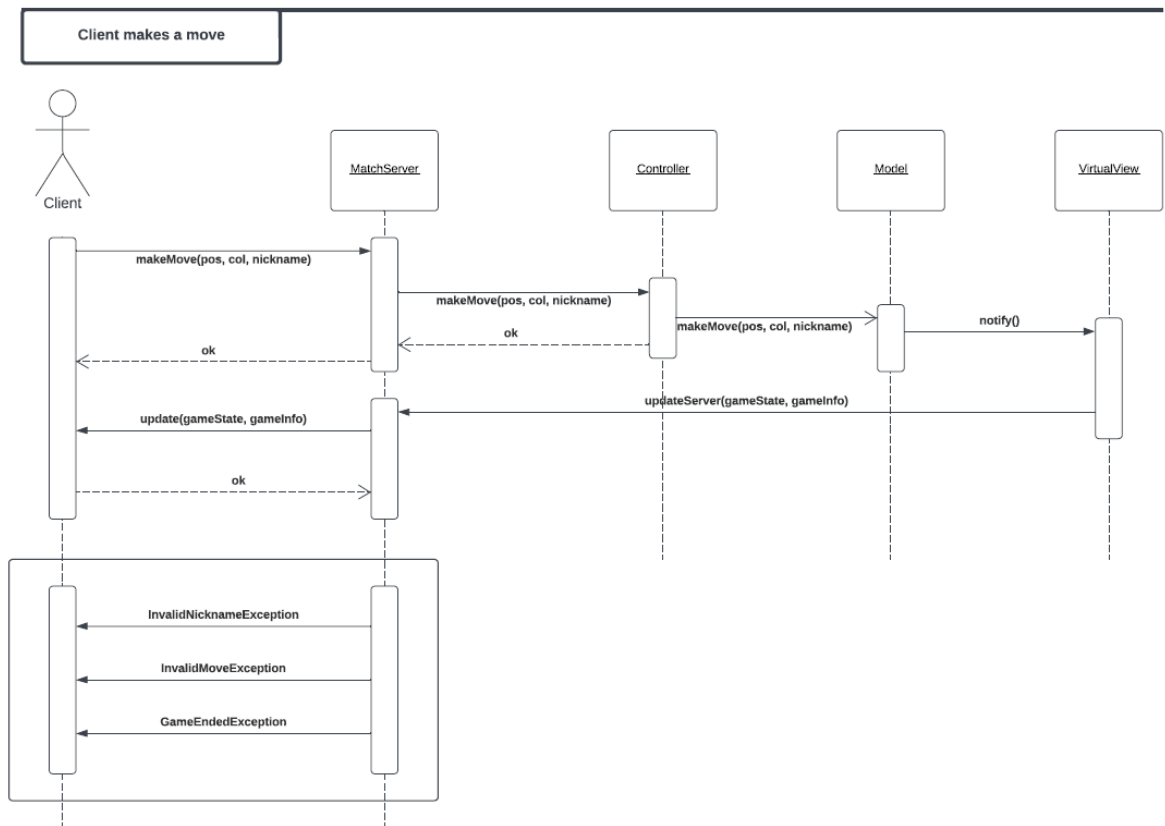 Client makes a move
Client
MatchServer
Controller
Model
VirtualView
makeMove(pos, col, nickname)
makeMove(pos, col, nickname)
makeMove(pos, col, nickname)
notify()
ok
ok
updateServer(gameState, gameInfo)
update(gameState, gameInfo)
ok
InvalidNicknameException
InvalidMoveException
GameEndedException